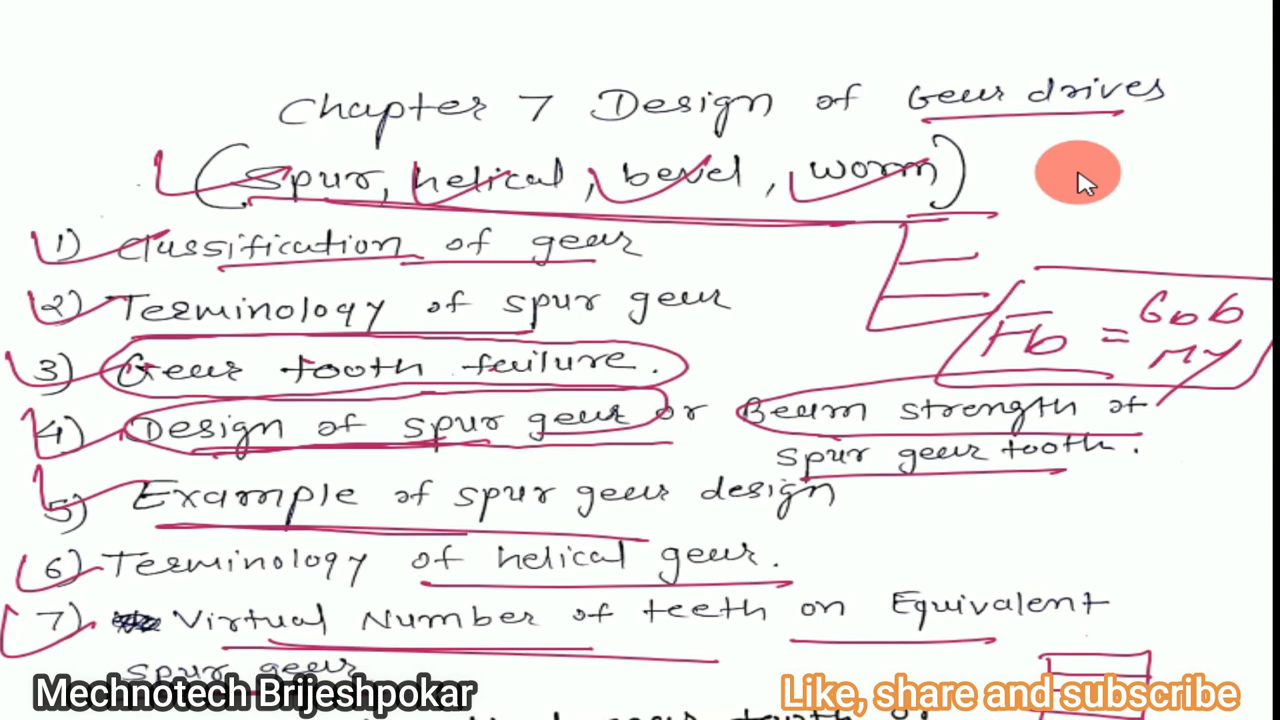 Chapter 7 Design of Gear drives
(spur, helical, bevel, worm)
1) Classification of gear
2) Terminology of spur gear
3) Gear tooth failure.
Fb = σb b
m y
4) Design of spur gear or Beam strength of
spur gear tooth.
5) Example of spur gear design
6) Terminology of helical gear.
7) Virtual Number of teeth on Equivalent
spur gear
Mechnotech Brijeshpokar
Like, share and subscribe